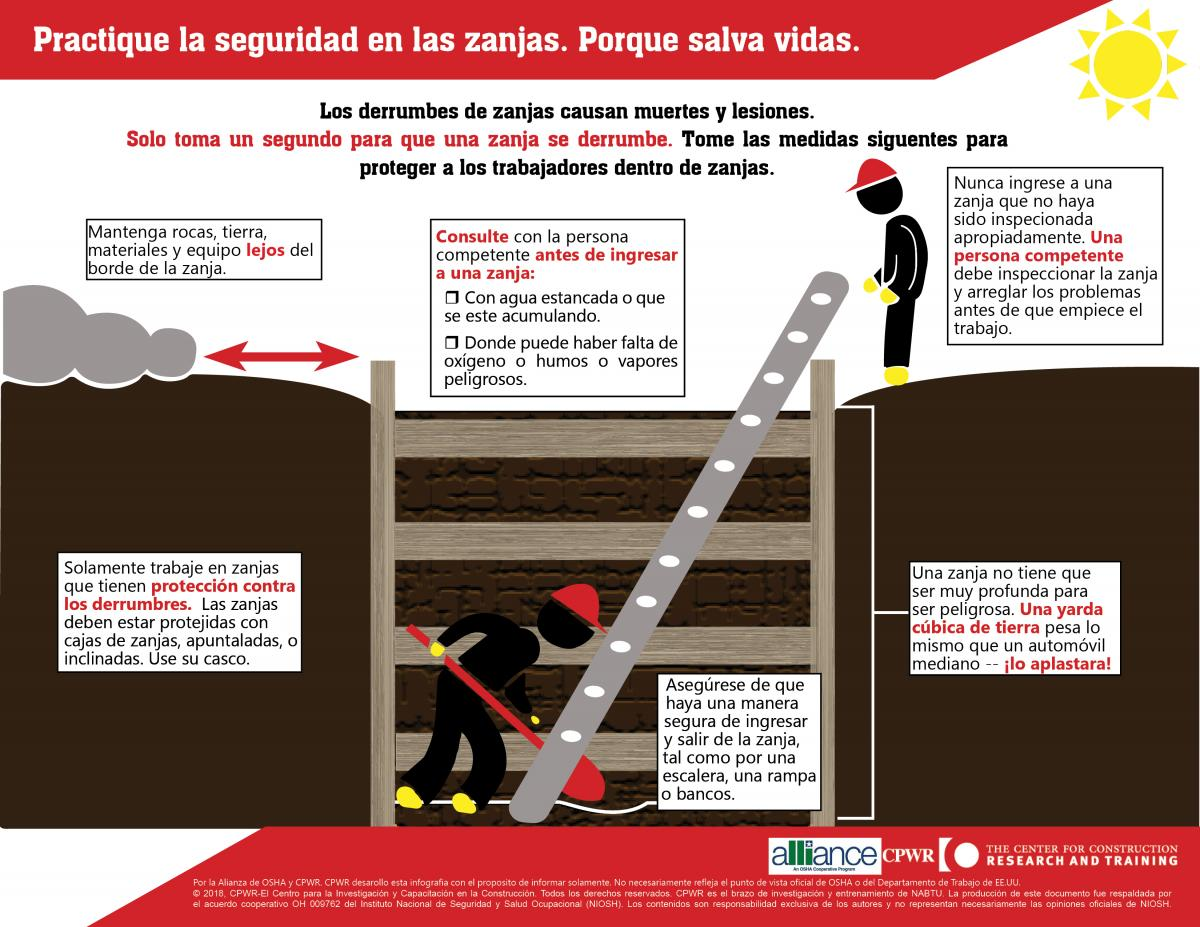 Practique la seguridad en las zanjas. Porque salva vidas.
Los derrumbes de zanjas causan muertes y lesiones.
Solo toma un segundo para que una zanja se derrumbe. Tome las medidas siguentes para
proteger a los trabajadores dentro de zanjas.
Mantenga rocas, tierra,
materiales y equipo lejos del
borde de la zanja.
Consulte con la persona
competente antes de ingresar
a una zanja:
❒ Con agua estancada o que
se este acumulando.
❒ Donde puede haber falta de
oxígeno o humos o vapores
peligrosos.
Nunca ingrese a una
zanja que no haya
sido inspecionada
apropiadamente. Una
persona competente
debe inspeccionar la zanja
y arreglar los problemas
antes de que empiece el
trabajo.
Solamente trabaje en zanjas
que tienen protección contra
los derrumbres. Las zanjas
deben estar protejidas con
cajas de zanjas, apuntaladas, o
inclinadas. Use su casco.
Una zanja no tiene que
ser muy profunda para
ser peligrosa. Una yarda
cúbica de tierra pesa lo
mismo que un automóvil
mediano -- ¡lo aplastara!
Asegúrese de que
haya una manera
segura de ingresar
y salir de la zanja,
tal como por una
escalera, una rampa
o bancos.
alliance
An OSHA Cooperative Program
CPWR
THE CENTER FOR CONSTRUCTION
RESEARCH AND TRAINING
Por la Alianza de OSHA y CPWR. CPWR desarollo esta infografia con el proposito de informar solamente. No necesariamente refleja el punto de vista oficial de OSHA o del Departamento de Trabajo de EE.UU.
© 2018, CPWR-El Centro para la Investigación y Capacitación en la Construcción. Todos los derechos reservados. CPWR es el brazo de investigación y entrenamiento de NABTU. La producción de este documento fue respaldada por
el acuerdo cooperativo OH 009762 del Instituto Nacional de Seguridad y Salud Ocupacional (NIOSH). Los contenidos son responsabilidad exclusiva de los autores y no representan necesariamente las opiniones oficiales de NIOSH.